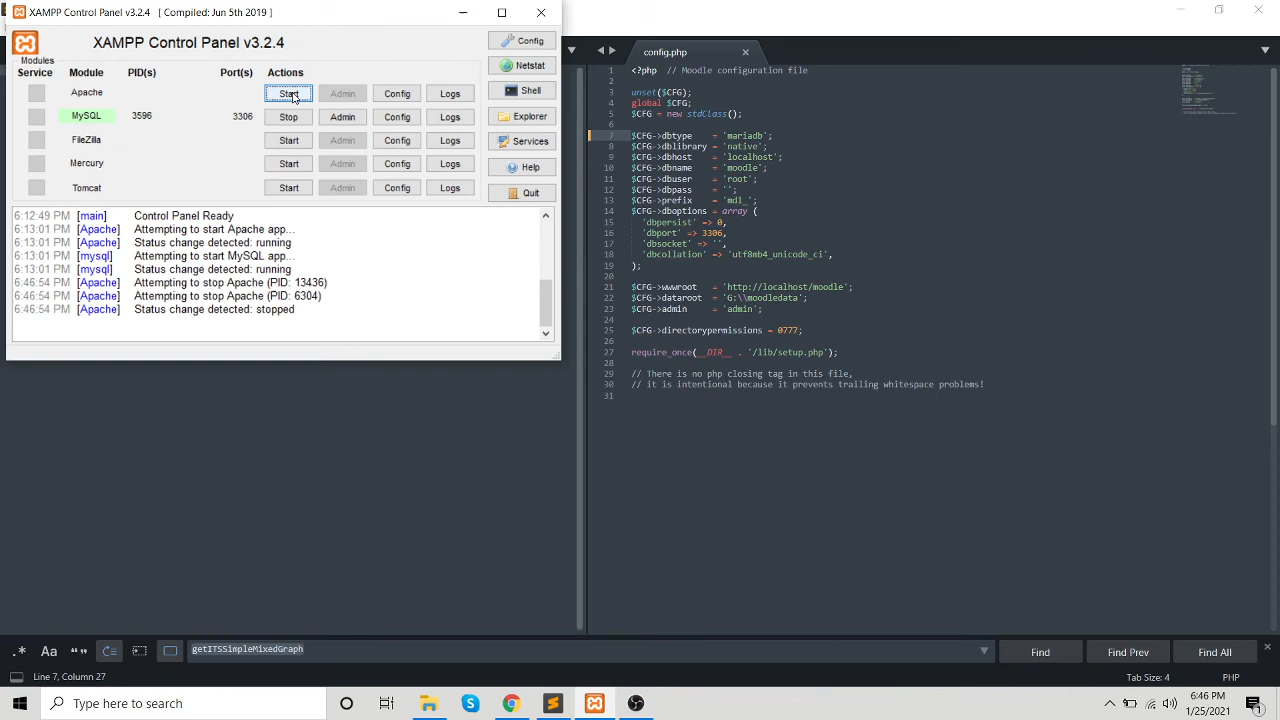 XAMPP Control Panel v3.2.4 [ Compiled: Jun 5th 2019 ]
XAMPP Control Panel v3.2.4
Config
Modules
Service Module PID(s) Port(s) Actions
Netstat
Apache Start Admin Config Logs
Shell
MySQL 3596 3306 Stop Admin Config Logs
Explorer
FileZilla Start Admin Config Logs
Services
Mercury Start Admin Config Logs
Help
Tomcat Start Admin Config Logs
Quit
6:12:49 PM [main] Control Panel Ready
6:13:01 PM [Apache] Attempting to start Apache app...
6:13:01 PM [Apache] Status change detected: running
6:13:01 PM [mysql] Attempting to start MySQL app...
6:13:01 PM [mysql] Status change detected: running
6:46:54 PM [Apache] Attempting to stop Apache (PID: 13436)
6:46:54 PM [Apache] Attempting to stop Apache (PID: 6304)
6:46:54 PM [Apache] Status change detected: stopped
config.php
1 <?php // Moodle configuration file
2
3 unset($CFG);
4 global $CFG;
5 $CFG = new stdClass();
6
7 $CFG->dbtype = 'mariadb';
8 $CFG->dblibrary = 'native';
9 $CFG->dbhost = 'localhost';
10 $CFG->dbname = 'moodle';
11 $CFG->dbuser = 'root';
12 $CFG->dbpass = '';
13 $CFG->prefix = 'mdl_';
14 $CFG->dboptions = array (
15 'dbpersist' => 0,
16 'dbport' => 3306,
17 'dbsocket' => '',
18 'dbcollation' => 'utf8mb4_unicode_ci',
19 );
20
21 $CFG->wwwroot = 'http://localhost/moodle';
22 $CFG->dataroot = 'G:\\moodledata';
23 $CFG->admin = 'admin';
24
25 $CFG->directorypermissions = 0777;
26
27 require_once(__DIR__ . '/lib/setup.php');
28
29 // There is no php closing tag in this file,
30 // it is intentional because it prevents trailing whitespace problems!
31
.* Aa “” getITSSimpleMixedGraph Find Find Prev Find All
Line 7, Column 27 Tab Size: 4 PHP
Type here to search
6:46 PM
1/25/2021
1